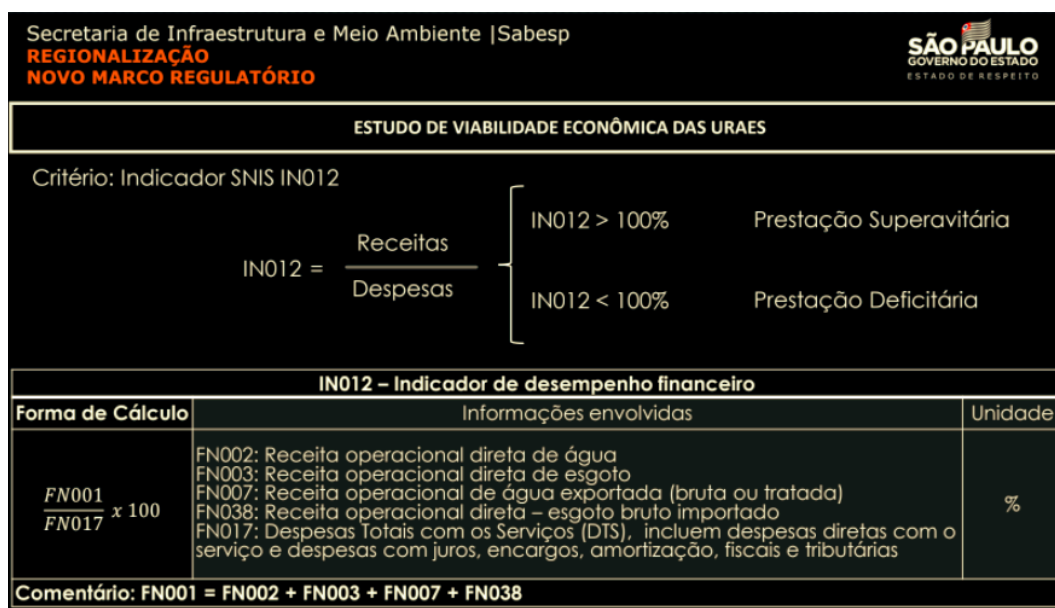 Secretaria de Infraestrutura e Meio Ambiente |Sabesp
REGIONALIZAÇÃO
NOVO MARCO REGULATÓRIO
SÃO PAULO
GOVERNO DO ESTADO
ESTADO DE RESPEITO
ESTUDO DE VIABILIDADE ECONÔMICA DAS URAES
Critério: Indicador SNIS IN012
IN012 = Receitas / Despesas
IN012 > 100% Prestação Superavitária
IN012 < 100% Prestação Deficitária
IN012 – Indicador de desempenho financeiro
Forma de Cálculo Informações envolvidas Unidade
FN001 / FN017 x 100
FN002: Receita operacional direta de água
FN003: Receita operacional direta de esgoto
FN007: Receita operacional de água exportada (bruta ou tratada)
FN038: Receita operacional direta – esgoto bruto importado
FN017: Despesas Totais com os Serviços (DTS), incluem despesas diretas com o
serviço e despesas com juros, encargos, amortização, fiscais e tributárias
%
Comentário: FN001 = FN002 + FN003 + FN007 + FN038